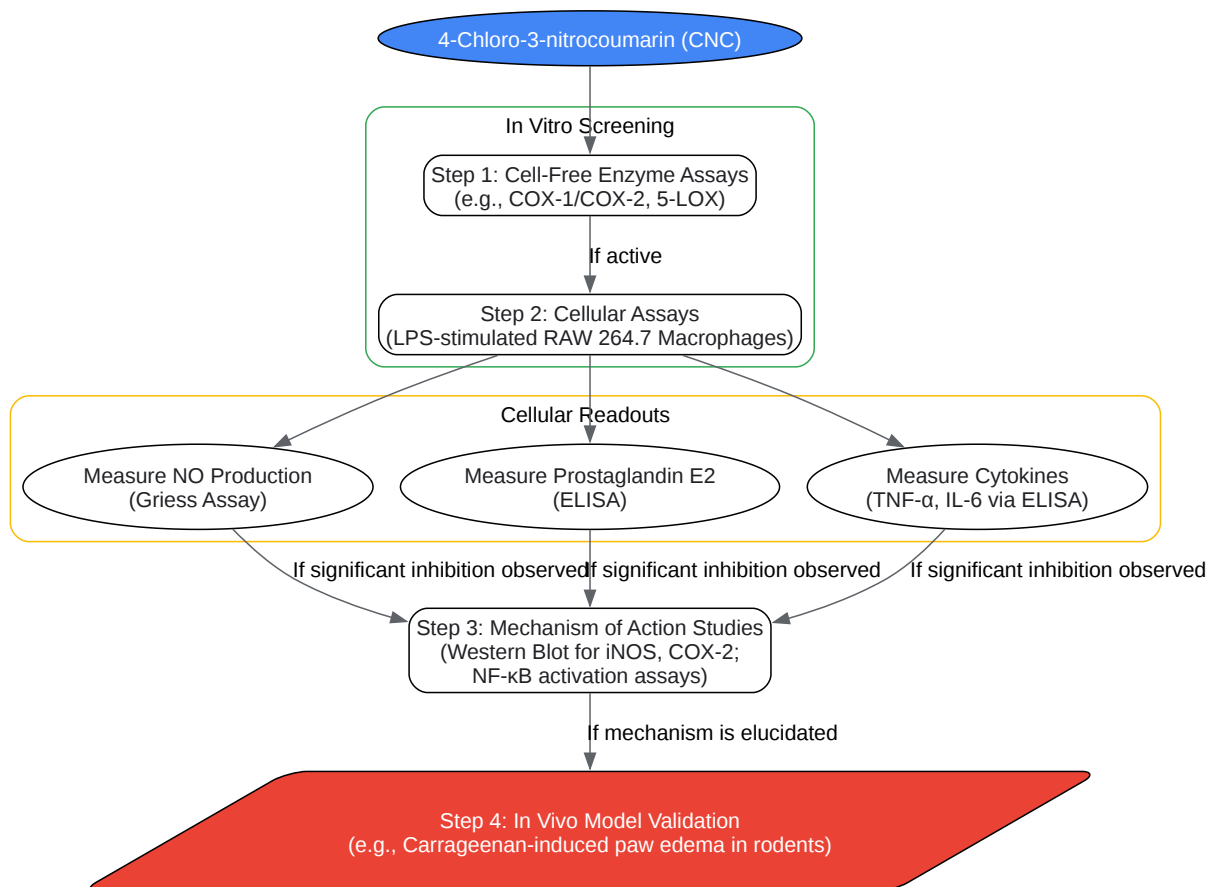 4-Chloro-3-nitrocoumarin (CNC)
In Vitro Screening
Step 1: Cell-Free Enzyme Assays
(e.g., COX-1/COX-2, 5-LOX)
If active
Step 2: Cellular Assays
(LPS-stimulated RAW 264.7 Macrophages)
Cellular Readouts
Measure NO Production
(Griess Assay)
Measure Prostaglandin E2
(ELISA)
Measure Cytokines
(TNF-α, IL-6 via ELISA)
If significant inhibition observed
If significant inhibition observed
If significant inhibition observed
Step 3: Mechanism of Action Studies
(Western Blot for iNOS, COX-2;
NF-κB activation assays)
If mechanism is elucidated
Step 4: In Vivo Model Validation
(e.g., Carrageenan-induced paw edema in rodents)